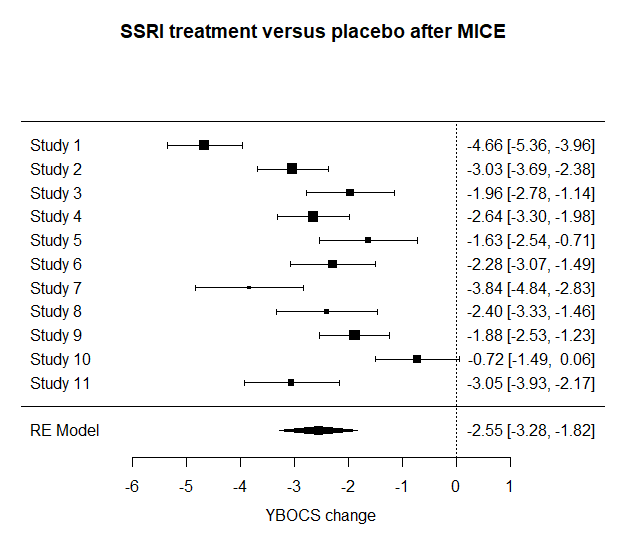 SSRI treatment versus placebo after MICE
Study 1 -4.66 [-5.36, -3.96]
Study 2 -3.03 [-3.69, -2.38]
Study 3 -1.96 [-2.78, -1.14]
Study 4 -2.64 [-3.30, -1.98]
Study 5 -1.63 [-2.54, -0.71]
Study 6 -2.28 [-3.07, -1.49]
Study 7 -3.84 [-4.84, -2.83]
Study 8 -2.40 [-3.33, -1.46]
Study 9 -1.88 [-2.53, -1.23]
Study 10 -0.72 [-1.49, 0.06]
Study 11 -3.05 [-3.93, -2.17]
RE Model -2.55 [-3.28, -1.82]
-6 -5 -4 -3 -2 -1 0 1
YBOCS change